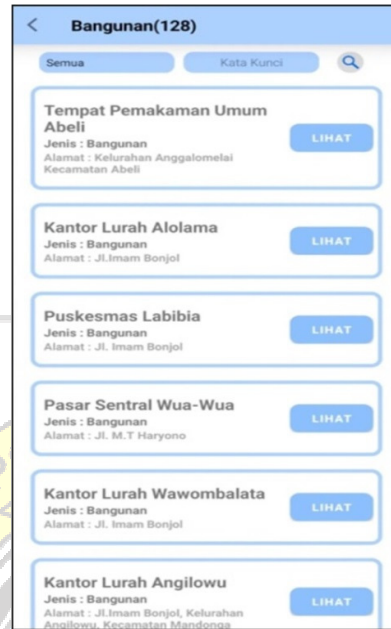 Bangunan(128)
Semua
Kata Kunci
Tempat Pemakaman Umum
Abeli
Jenis : Bangunan
Alamat : Kelurahan Anggalomelai
Kecamatan Abeli
LIHAT
Kantor Lurah Alolama
Jenis : Bangunan
Alamat : Jl.Imam Bonjol
LIHAT
Puskesmas Labibia
Jenis : Bangunan
Alamat : Jl. Imam Bonjol
LIHAT
Pasar Sentral Wua-Wua
Jenis : Bangunan
Alamat : Jl. M.T Haryono
LIHAT
Kantor Lurah Wawombalata
Jenis : Bangunan
Alamat : Jl. Imam Bonjol
LIHAT
Kantor Lurah Angilowu
Jenis : Bangunan
Alamat : Jl.Imam Bonjol, Kelurahan
Angilowu, Kecamatan Mandonga
LIHAT